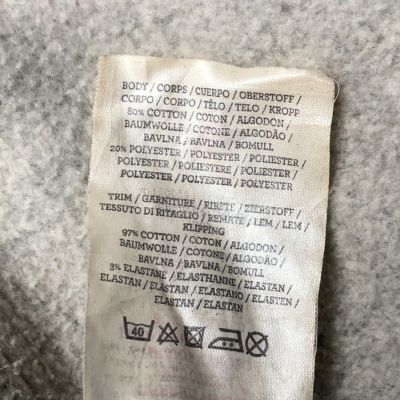 BODY / CORPS / CUERPO / OBERSTOFF /
CORPO / CORPO / TĚLO / TELO / KROPP
80% COTTON / COTON / ALGODON /
BAUMWOLLE / COTONE / ALGODÃO /
BAVLNA / BAVLNA / BOMULL
20% POLYESTER / POLYESTER / POLIESTER /
POLYESTER / POLIESTERE / POLIESTER /
POLYESTER / POLYESTER / POLYESTER
TRIM / GARNITURE / RIBETE / ZIERSTOFF /
TESSUTO DI RITAGLIO / REMATE / LEM / LEM /
KLIPPING
97% COTTON / COTON / ALGODON /
BAUMWOLLE / COTONE / ALGODÃO /
BAVLNA / BAVLNA / BOMULL
3% ELASTANE / ELASTHANNE / ELASTAN /
ELASTAN / ELASTAN / ELASTANO / ELASTEN /
ELASTAN / ELASTAN
40